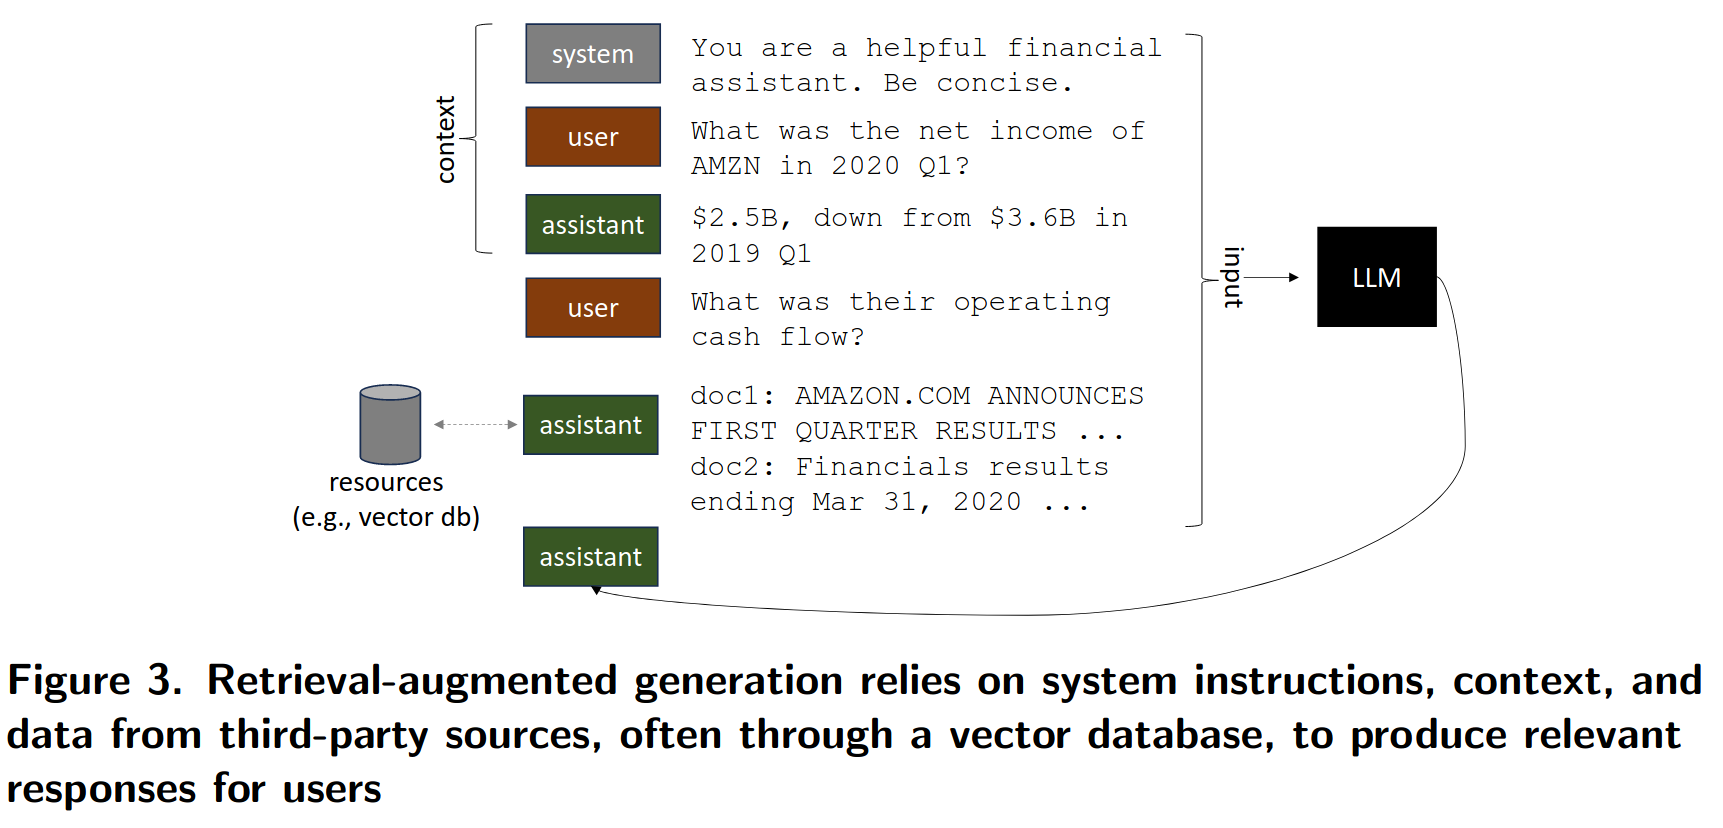 system
You are a helpful financial
assistant. Be concise.
context
user
What was the net income of
AMZN in 2020 Q1?
assistant
$2.5B, down from $3.6B in
2019 Q1
user
What was their operating
cash flow?
input
LLM
assistant
doc1: AMAZON.COM ANNOUNCES
FIRST QUARTER RESULTS ...
doc2: Financials results
ending Mar 31, 2020 ...
resources
(e.g., vector db)
assistant
Figure 3. Retrieval-augmented generation relies on system instructions, context, and
data from third-party sources, often through a vector database, to produce relevant
responses for users